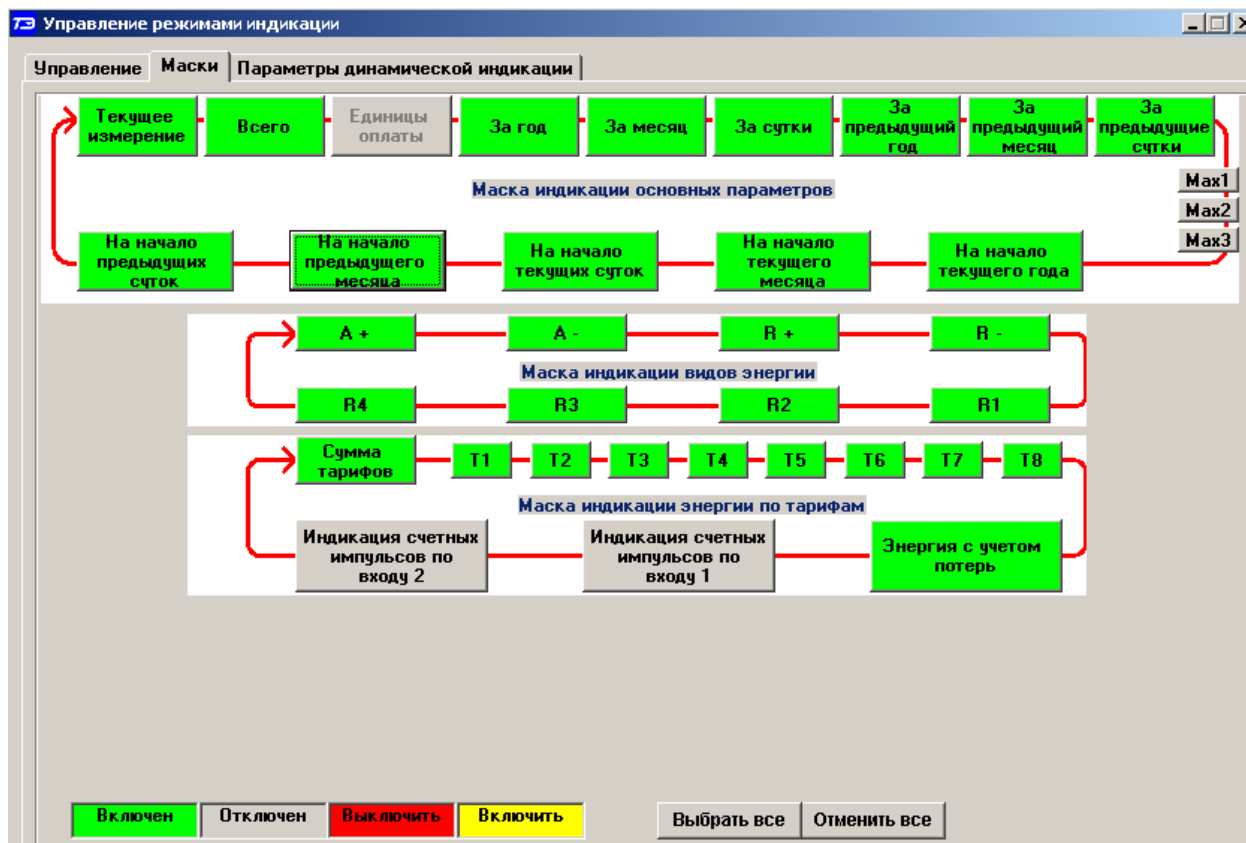 ТЭ Управление режимами индикации
Управление Маски Параметры динамической индикации
Текущее измерение
Всего
Единицы оплаты
За год
За месяц
За сутки
За предыдущий год
За предыдущий месяц
За предыдущие сутки
Маска индикации основных параметров
Max1
Max2
Max3
На начало предыдущих суток
На начало предыдущего месяца
На начало текущих суток
На начало текущего месяца
На начало текущего года
A + A - R + R -
Маска индикации видов энергии
R4 R3 R2 R1
Сумма тарифов
T1 T2 T3 T4 T5 T6 T7 T8
Маска индикации энергии по тарифам
Индикация счетных импульсов по входу 2
Индикация счетных импульсов по входу 1
Энергия с учетом потерь
Включен Отключен Выключить Включить Выбрать все Отменить все